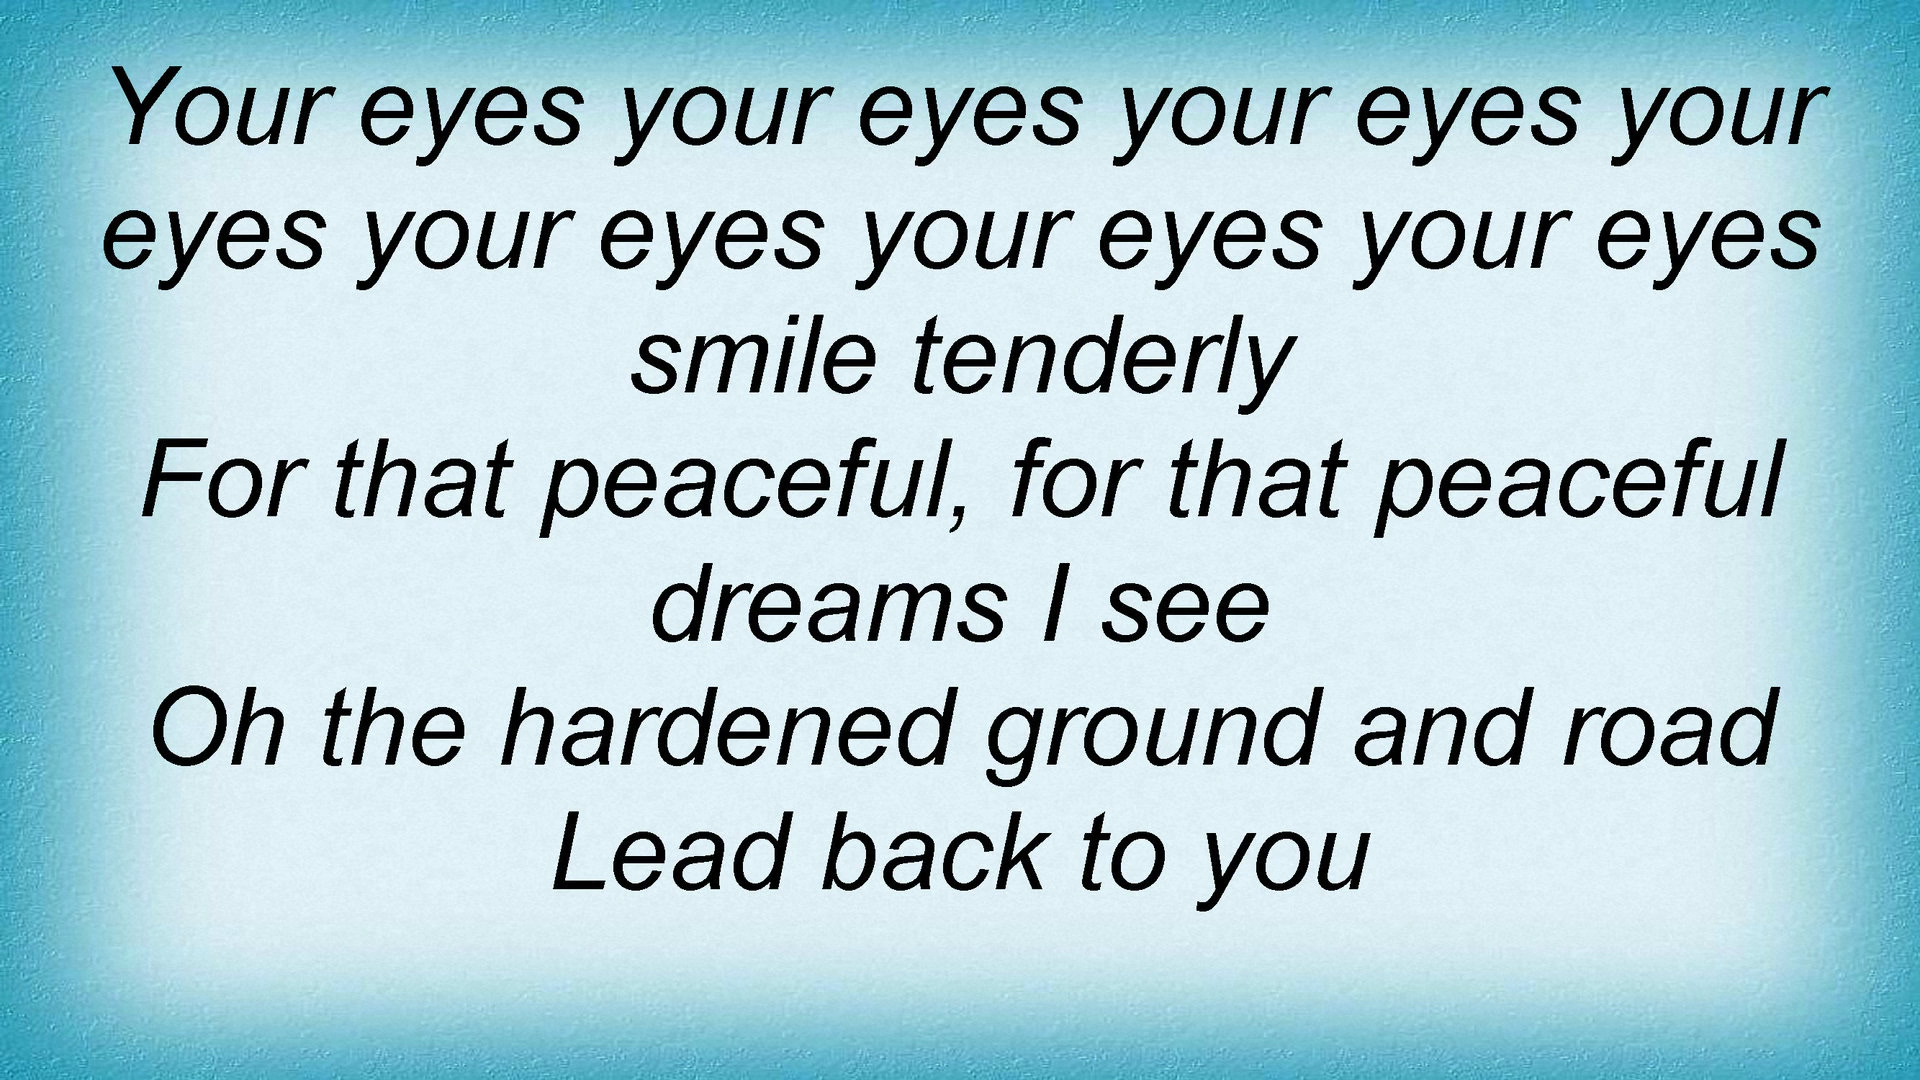 Your eyes your eyes your eyes your
eyes your eyes your eyes your eyes
smile tenderly
For that peaceful, for that peaceful
dreams I see
Oh the hardened ground and road
Lead back to you